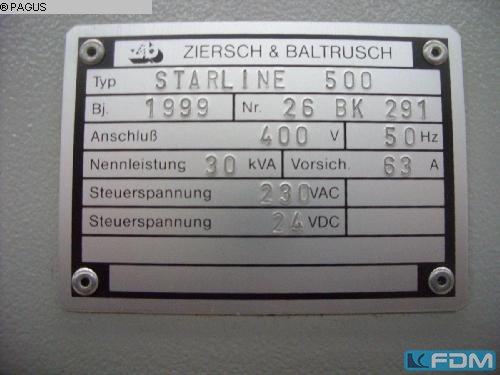 © PAGUS
ZIERSCH & BALTRUSCH
Typ STARLINE 500
Bj. 1999 Nr. 26 BK 291
Anschluß 400 V 50 Hz
Nennleistung 30 kVA Vorsich. 63 A
Steuerspannung 230 VAC
Steuerspannung 24 VDC
KFDM